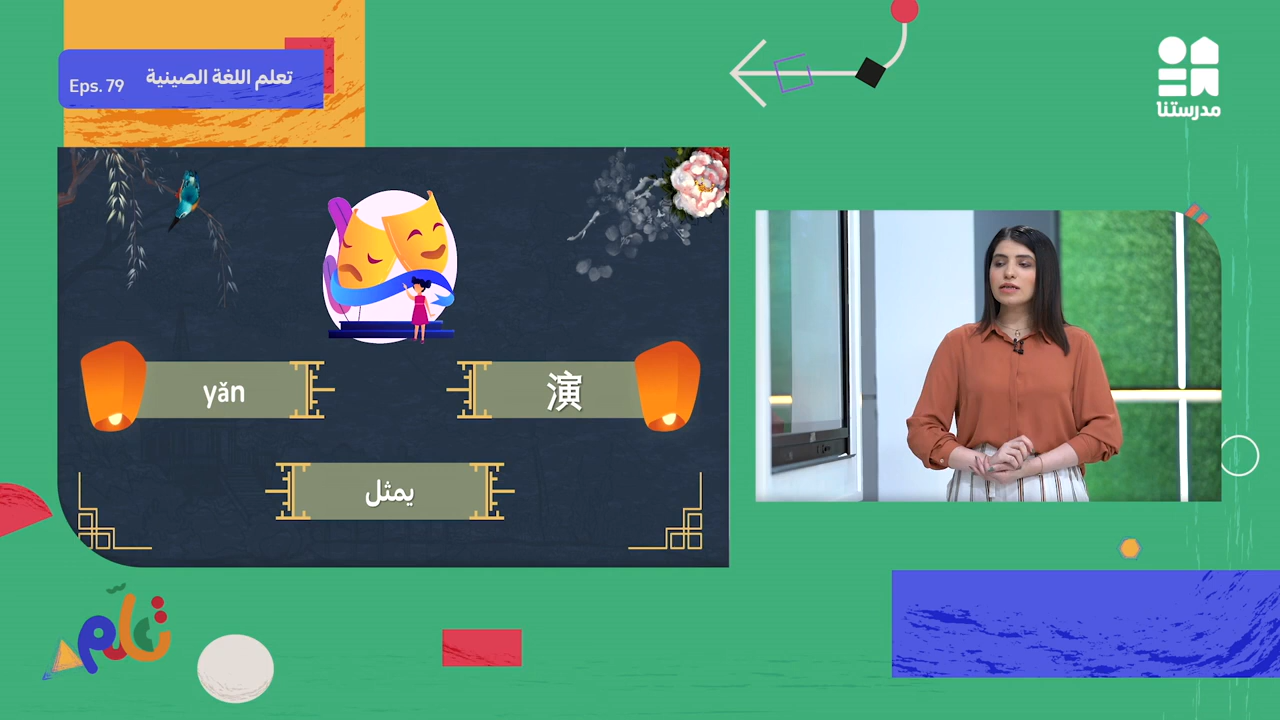 تعلم اللغة الصينية
Eps. 79
مدرستنا
yǎn
演
يمثل
تعلم